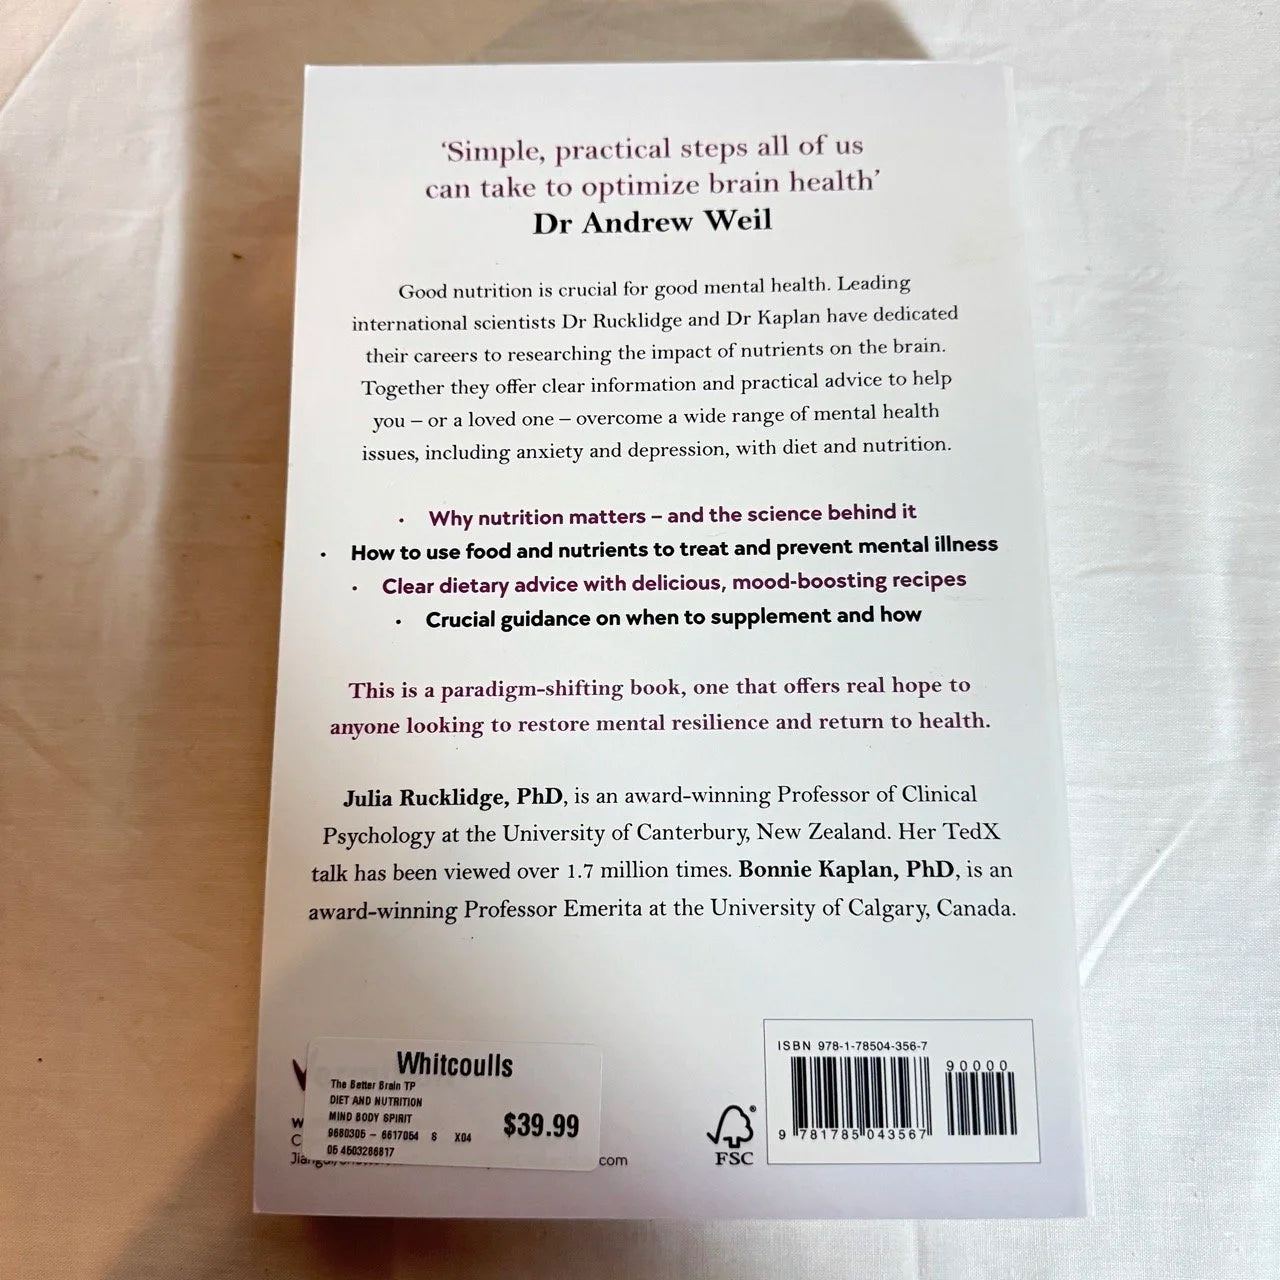 ‘Simple, practical steps all of us
can take to optimize brain health’
Dr Andrew Weil
Good nutrition is crucial for good mental health. Leading
international scientists Dr Rucklidge and Dr Kaplan have dedicated
their careers to researching the impact of nutrients on the brain.
Together they offer clear information and practical advice to help
you – or a loved one – overcome a wide range of mental health
issues, including anxiety and depression, with diet and nutrition.
• Why nutrition matters – and the science behind it
• How to use food and nutrients to treat and prevent mental illness
• Clear dietary advice with delicious, mood-boosting recipes
• Crucial guidance on when to supplement and how
This is a paradigm-shifting book, one that offers real hope to
anyone looking to restore mental resilience and return to health.
Julia Rucklidge, PhD, is an award-winning Professor of Clinical
Psychology at the University of Canterbury, New Zealand. Her TedX
talk has been viewed over 1.7 million times. Bonnie Kaplan, PhD, is an
award-winning Professor Emerita at the University of Calgary, Canada.
Whitcoulls
The Better Brain TP
DIET AND NUTRITION
MIND BODY SPIRIT
9680305 - 6617054 S X04
05 4503286817
$39.99
com
FSC
ISBN 978-1-78504-356-7
90000
9 781785 043567